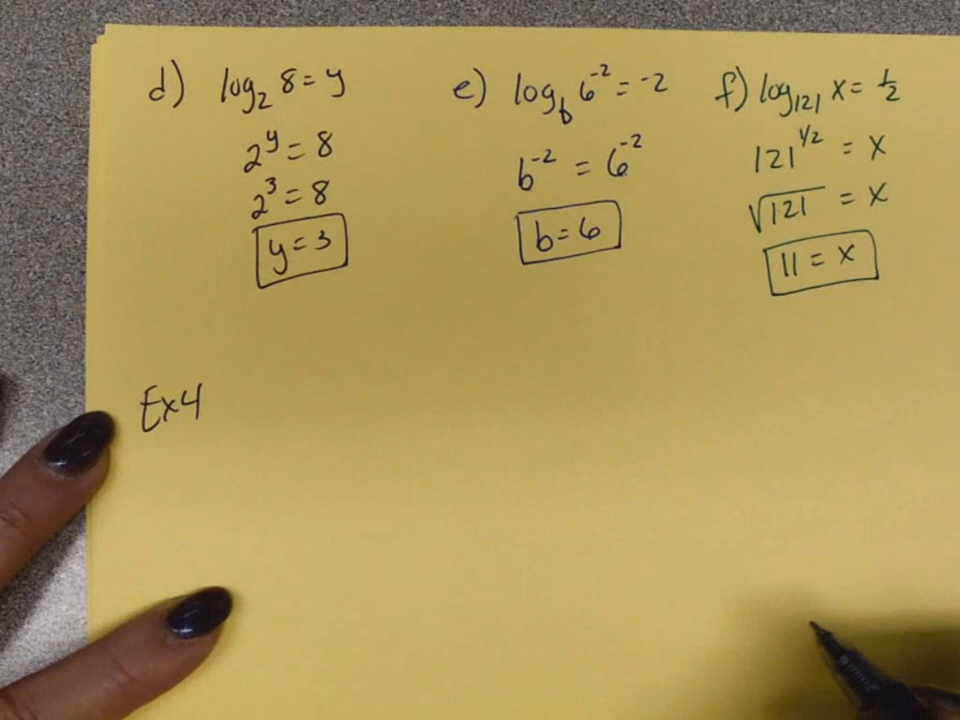 d) log₂ 8 = y
2^y = 8
2³ = 8
y = 3
e) log_b 6⁻² = -2
b⁻² = 6⁻²
b = 6
f) log₁₂₁ x = 1/2
121^1/2 = x
√121 = x
11 = x
Ex4